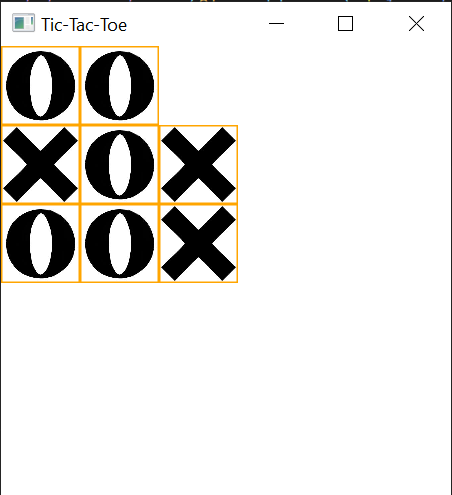 Tic-Tac-Toe
O O
X O X
O O X